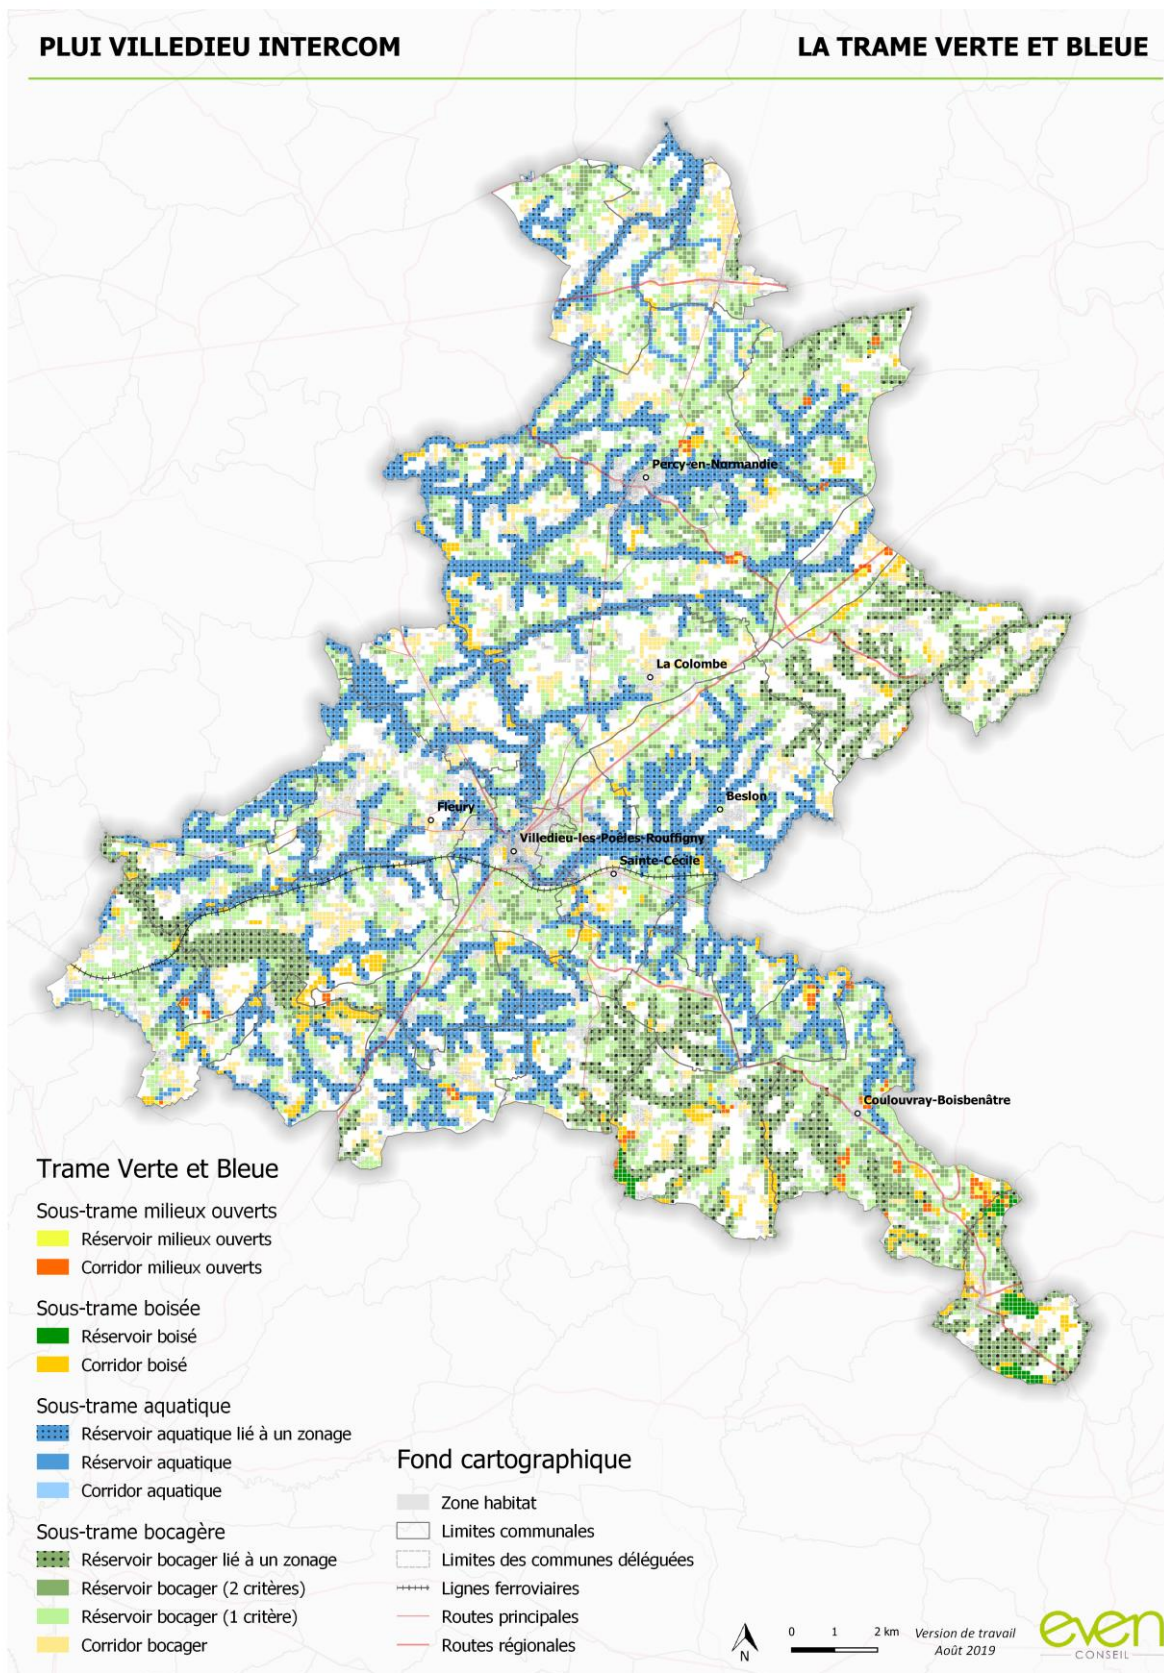 PLUI VILLEDIEU INTERCOM
LA TRAME VERTE ET BLEUE
Percy-en-Normandie
La Colombe
Beslon
Fleury
Villedieu-les-Poêles-Rouffigny
Sainte-Cécile
Coulouvray-Boisbenâtre
Trame Verte et Bleue
Sous-trame milieux ouverts
Réservoir milieux ouverts
Corridor milieux ouverts
Sous-trame boisée
Réservoir boisé
Corridor boisé
Sous-trame aquatique
Réservoir aquatique lié à un zonage
Réservoir aquatique
Corridor aquatique
Sous-trame bocagère
Réservoir bocager lié à un zonage
Réservoir bocager (2 critères)
Réservoir bocager (1 critère)
Corridor bocager
Fond cartographique
Zone habitat
Limites communales
Limites des communes déléguées
Lignes ferroviaires
Routes principales
Routes régionales
N
0 1 2 km
Version de travail
Août 2019
even
CONSEIL